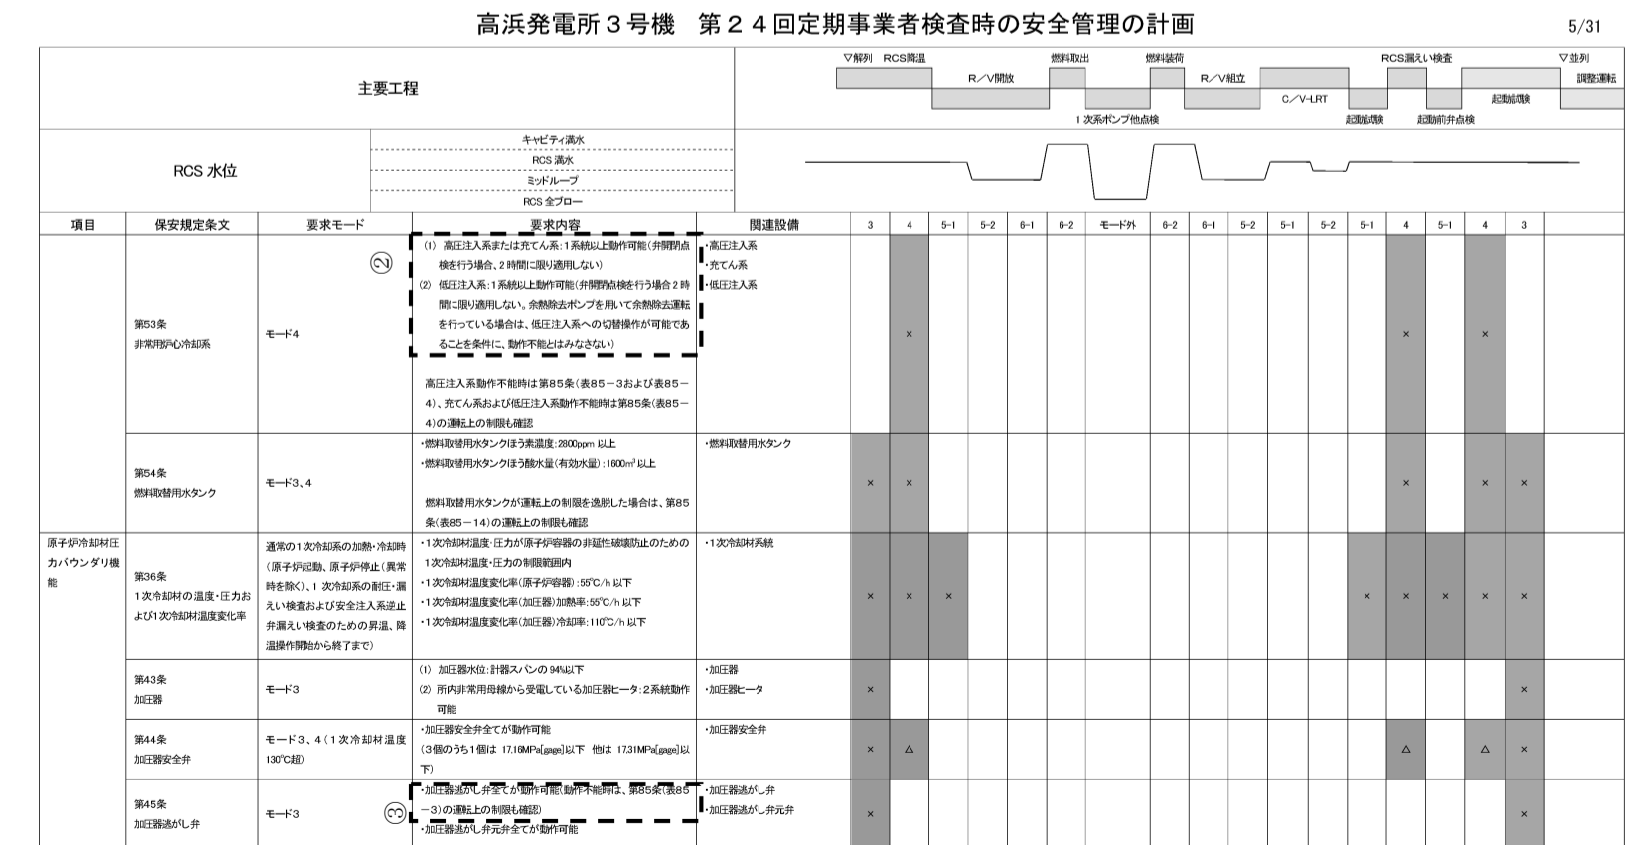 高浜発電所３号機　第２４回定期事業者検査時の安全管理の計画
5/31
主要工程
▽解列　RCS降温
燃料取出
燃料装荷
RCS漏えい検査
▽並列
R／V開放
R／V組立
調整運転
C／V-LRT
起動試験
１次系ポンプ他点検
起動試験
起動前弁点検
RCS 水位
キャビティ満水
RCS 満水
ミッドループ
RCS 全ブロー
項目　保安規定条文　要求モード　要求内容　関連設備　3　4　5-1　5-2　6-1　6-2　モード外　6-2　6-1　5-2　5-1　5-2　5-1　4　5-1　4　3
第53条
非常用炉心冷却系
モード4
②
(1)　高圧注入系または充てん系：１系統以上動作可能（弁開閉点
検を行う場合、２時間に限り適用しない）
(2)　低圧注入系：１系統以上動作可能（弁開閉点検を行う場合２時
間に限り適用しない。余熱除去ポンプを用いて余熱除去運転
を行っている場合は、低圧注入系への切替操作が可能であ
ることを条件に、動作不能とはみなさない）
高圧注入系動作不能時は第８５条（表８５－３および表８５－
４）、充てん系および低圧注入系動作不能時は第８５条（表８５－
４）の運転上の制限も確認
・高圧注入系
・充てん系
・低圧注入系
×　×　×
第54条
燃料取替用水タンク
モード3、4
・燃料取替用水タンクほう素濃度：2800ppm 以上
・燃料取替用水タンクほう酸水量（有効水量）：1600m³ 以上
燃料取替用水タンクが運転上の制限を逸脱した場合は、第８５
条（表８５－１４）の運転上の制限も確認
・燃料取替用水タンク
×　×　×　×　×
原子炉冷却材圧
力バウンダリ機
能
第36条
１次冷却材の温度・圧力お
よび１次冷却材温度変化率
通常の１次冷却系の加熱・冷却時
（原子炉起動、原子炉停止（異常
時を除く）、１ 次冷却系の耐圧・漏
えい検査および安全注入系逆止
弁漏えい検査のための昇温、降
温操作開始から終了まで）
・１次冷却材温度・圧力が原子炉容器の非延性破壊防止のための
１次冷却材温度・圧力の制限範囲内
・１次冷却材温度変化率（原子炉容器）：55℃/h 以下
・１次冷却材温度変化率（加圧器）加熱率：55℃/h 以下
・１次冷却材温度変化率（加圧器）冷却率：110℃/h 以下
・１次冷却材系統
×　×　×　×　×　×　×　×
第43条
加圧器
モード3
(1)　加圧器水位：計器スパンの 94%以下
(2)　所内非常用母線から受電している加圧器ヒータ：２系統動作
可能
・加圧器
・加圧器ヒータ
×　×
第44条
加圧器安全弁
モード３、４（１次冷却材温度
130℃超）
・加圧器安全弁全てが動作可能
（３個のうち１個は 17.16MPa[gage]以下　他は 17.31MPa[gage]以
下）
・加圧器安全弁
×　△　△　△　×
第45条
加圧器逃がし弁
モード3
③
・加圧器逃がし弁全てが動作可能（動作不能時は、第85条（表85
－３）の運転上の制限も確認）
・加圧器逃がし弁元弁全てが動作可能
・加圧器逃がし弁
・加圧器逃がし弁元弁
×　×